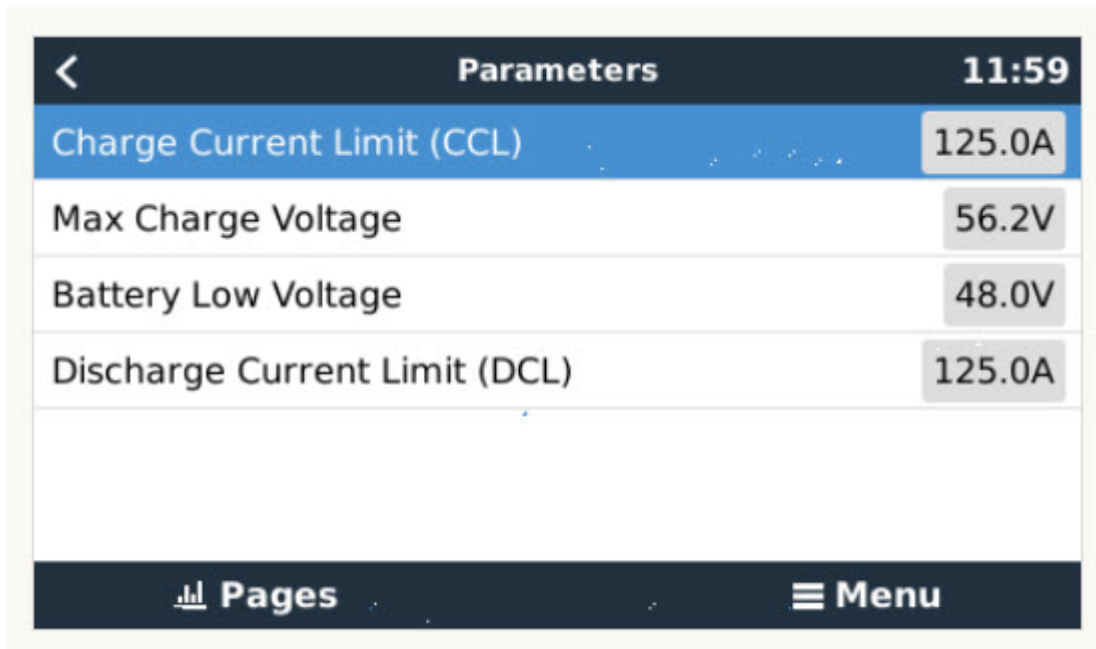 Parameters 11:59
Charge Current Limit (CCL) 125.0A
Max Charge Voltage 56.2V
Battery Low Voltage 48.0V
Discharge Current Limit (DCL) 125.0A
Pages Menu